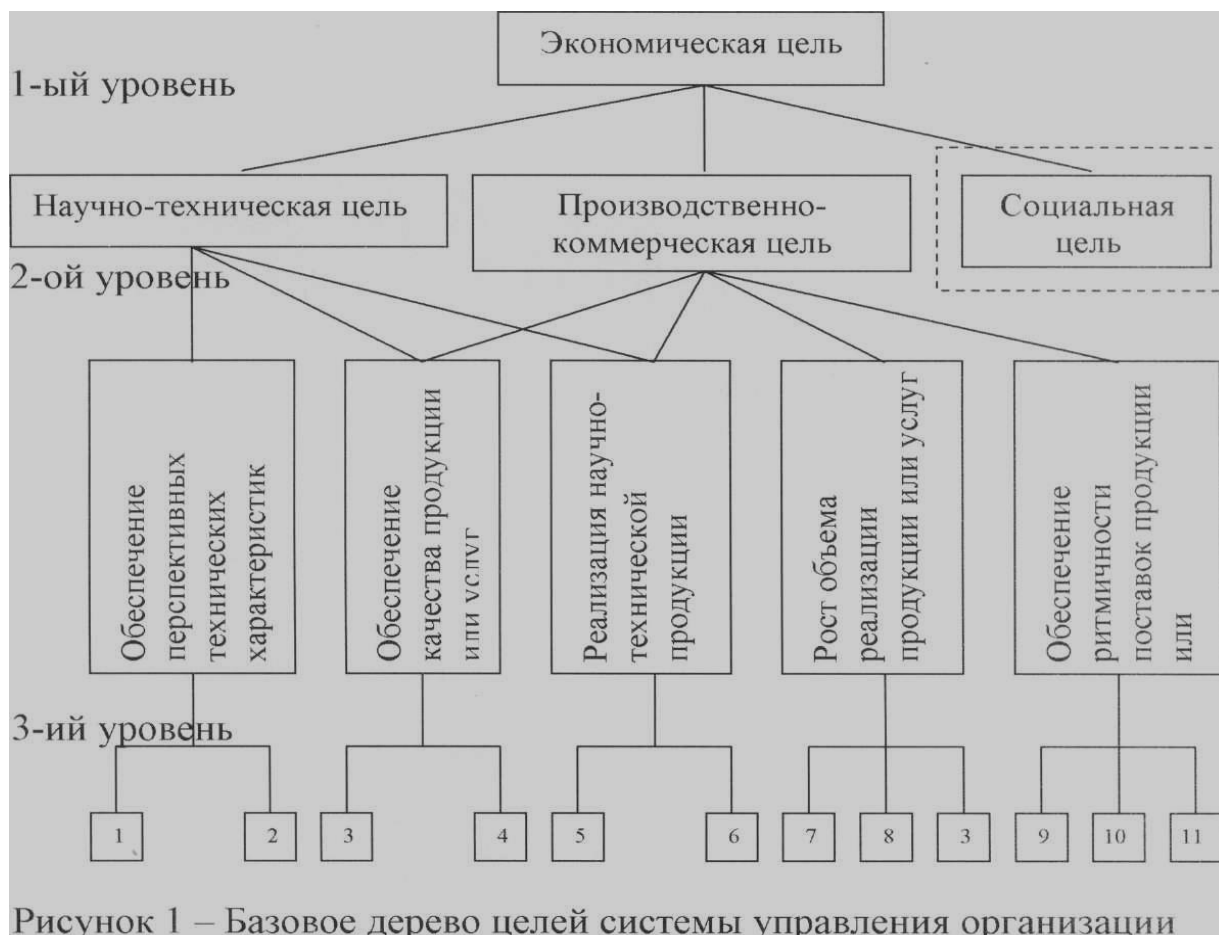 Экономическая цель
1-ый уровень
Научно-техническая цель
Производственно-
коммерческая цель
Социальная
цель
2-ой уровень
Обеспечение
перспективных
технических
характеристик
Обеспечение
качества продукции
или услуг
Реализация научно-
технической
продукции
Рост объема
реализации
продукции или услуг
Обеспечение
ритмичности
поставок продукции
или
3-ий уровень
1
2
3
4
5
6
7
8
3
9
10
11
Рисунок 1 – Базовое дерево целей системы управления организации